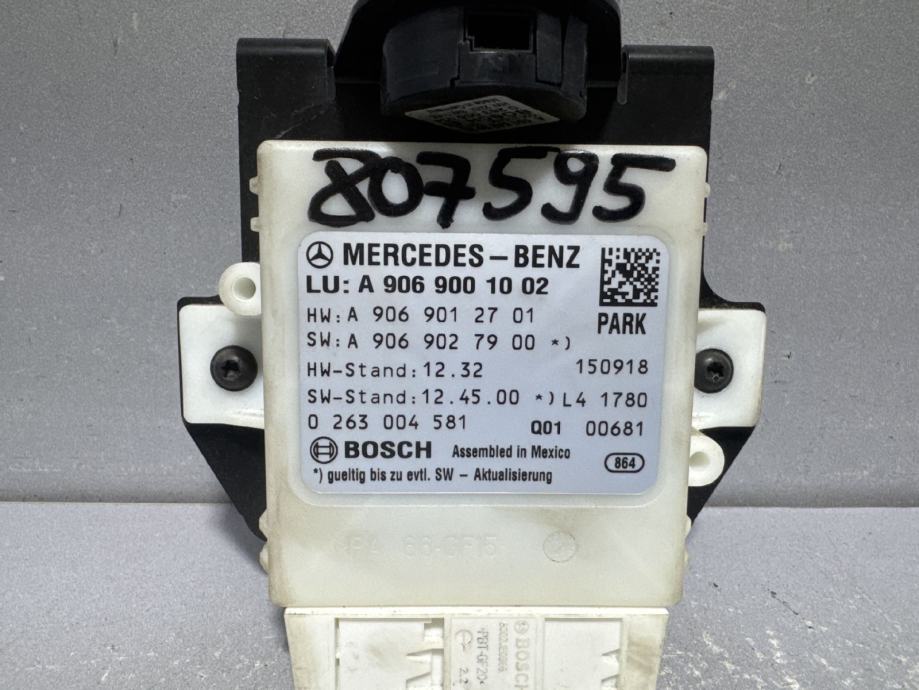 807595
MERCEDES-BENZ
LU: A 906 900 10 02
HW: A 906 901 27 01
PARK
SW: A 906 902 79 00 *)
HW-Stand: 12.32 150918
SW-Stand: 12.45.00 *) L4 1780
0 263 004 581 Q01 00681
BOSCH Assembled in Mexico 864
*) gueltig bis zu evtl. SW - Aktualisierung
BOSCH